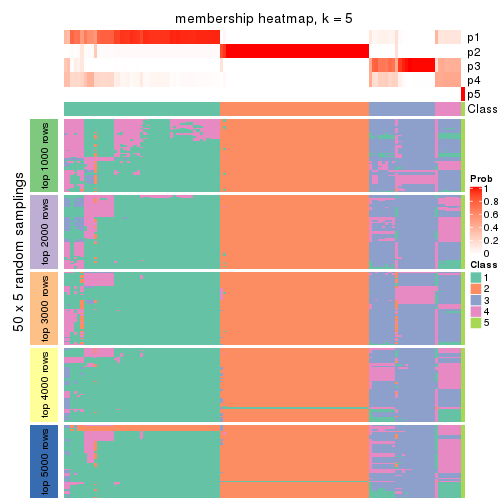 membership heatmap, k = 5
p1
p2
p3
p4
p5
Class
50 x 5 random samplings
top 1000 rows
top 2000 rows
top 3000 rows
top 4000 rows
top 5000 rows
Prob
1
0.8
0.6
0.4
0.2
0
Class
1
2
3
4
5